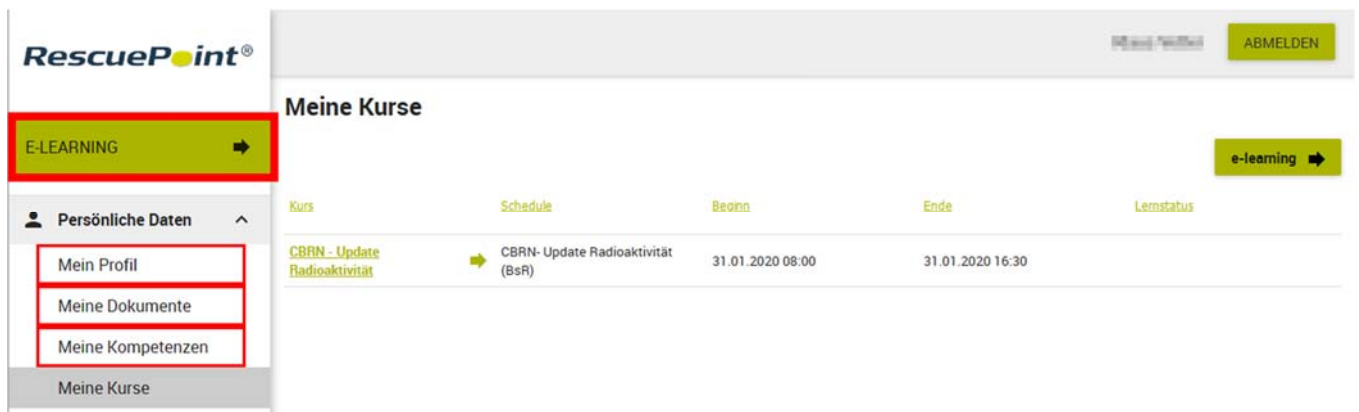 RescuePoint®
ABMELDEN
Meine Kurse
E-LEARNING
e-learning
Persönliche Daten
Kurs Schedule Beginn Ende Lernstatus
CBRN - Update CBRN- Update Radioaktivität
Radioaktivität (BsR) 31.01.2020 08:00 31.01.2020 16:30
Mein Profil
Meine Dokumente
Meine Kompetenzen
Meine Kurse